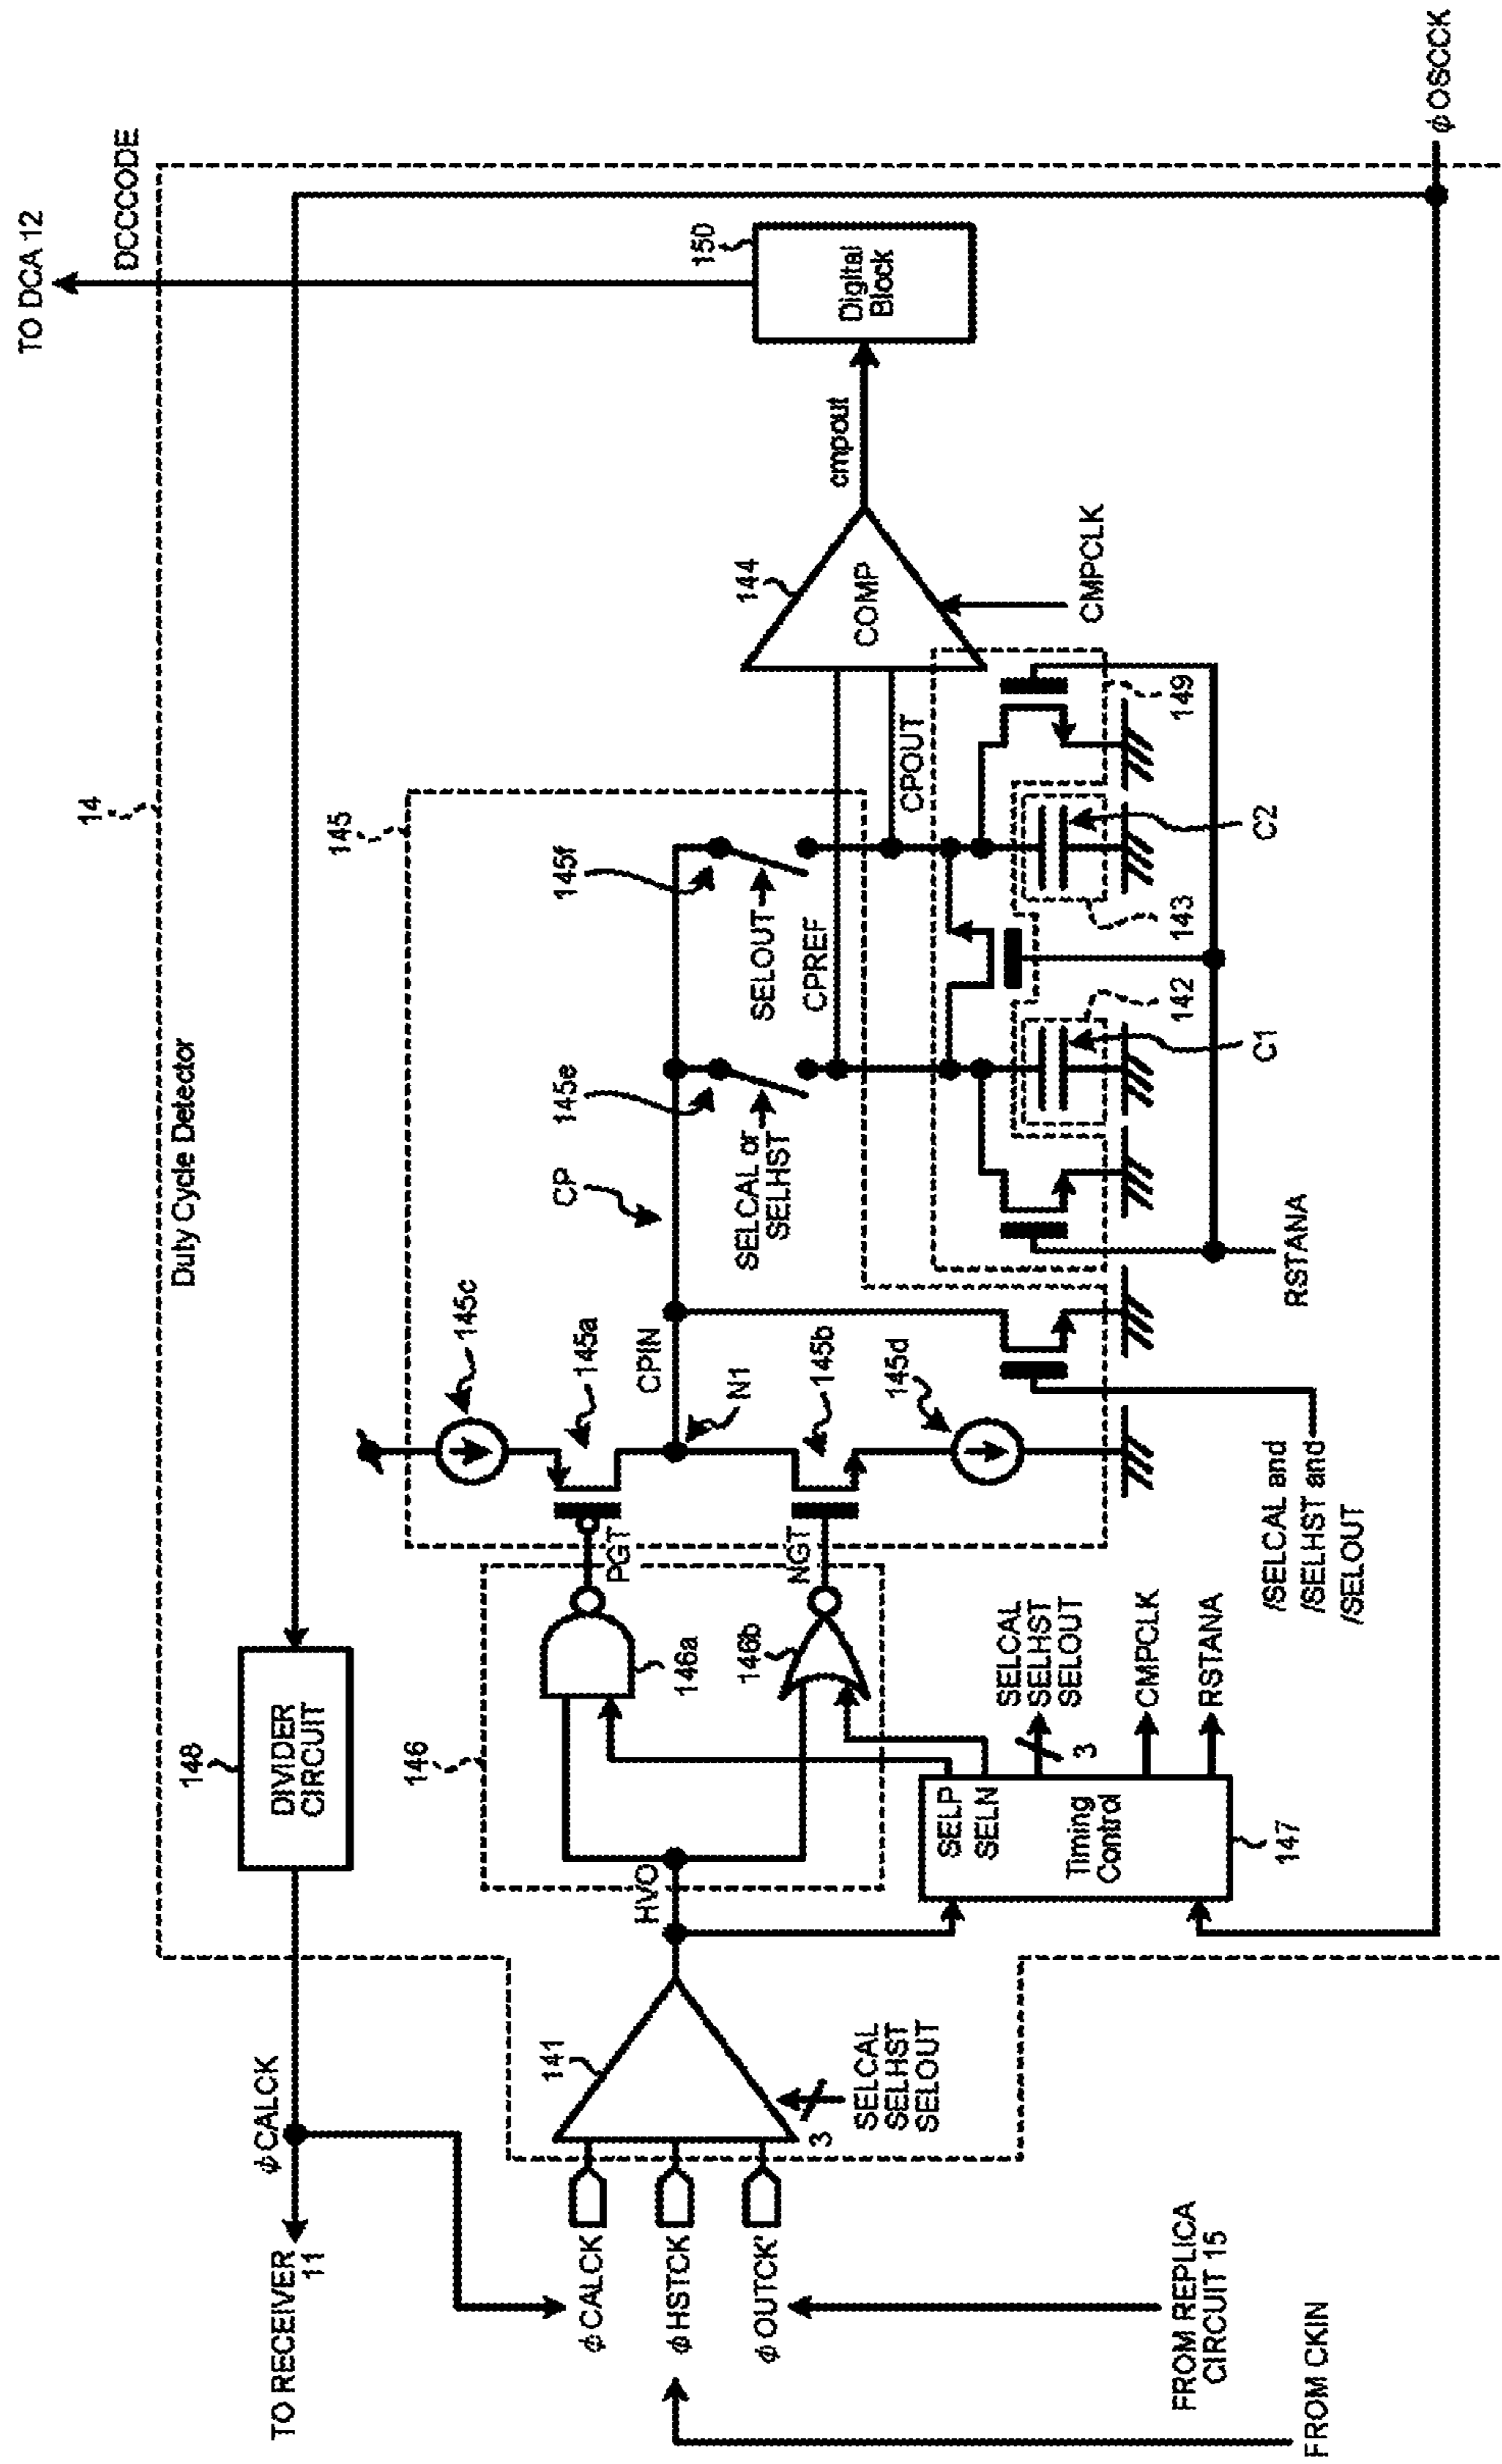 TO DCA 12
DCCCODE
14
Duty Cycle Detector
148
DIVIDER
CIRCUIT
φCALCK
TO RECEIVER
11
145
145c
145a
CPIN
N1
145b
145d
CP
145e
145f
SELCAL or
SELHST
SELOUT
CPREF
CPOUT
144
COMP
CMPCLK
cmpout
150
Digital
Block
146
146a
146b
PGT
NGT
HVO
141
3
SELCAL
SELHST
SELOUT
φCALCK
φHSTCK
φOUTCK'
SELP
SELN
Timing
Control
147
SELCAL
SELHST
SELOUT
3
CMPCLK
RSTANA
/SELCAL and
/SELHST and
/SELOUT
RSTANA
C1
142
143
C2
149
FROM REPLICA
CIRCUIT 15
FROM CKIN
φOSCCK